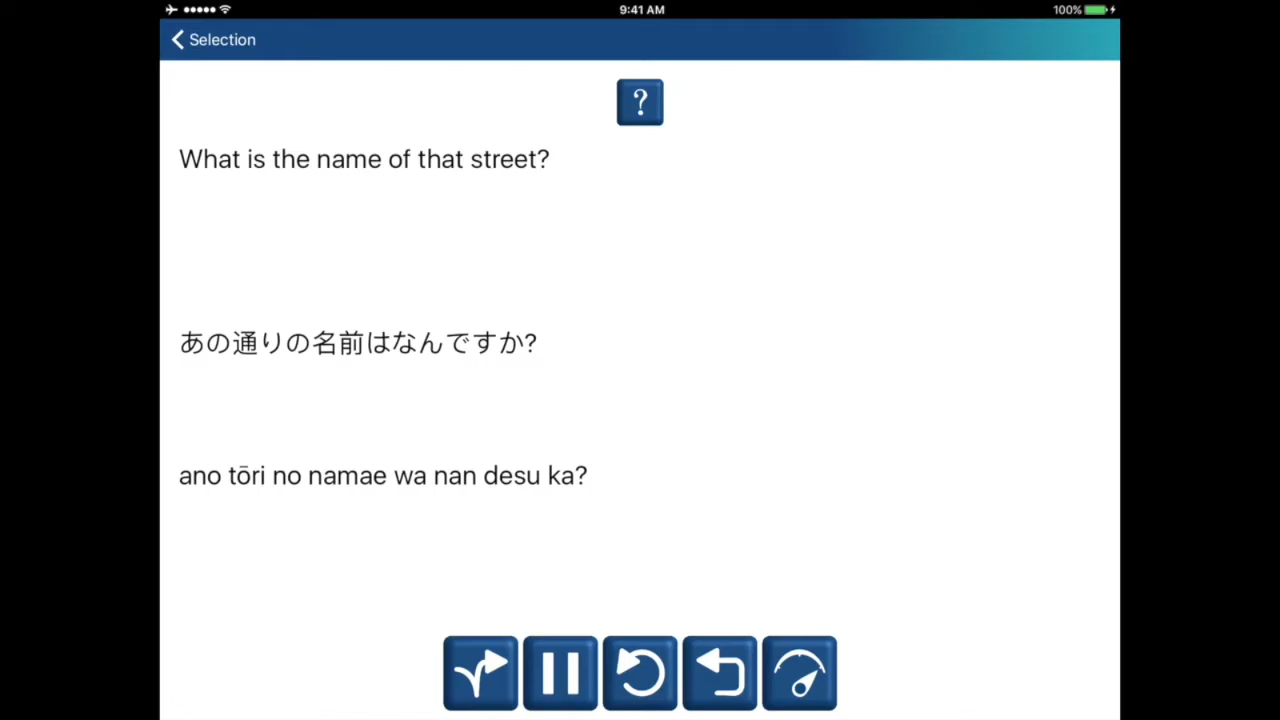 9:41 AM
100%
Selection
?
What is the name of that street?
あの通りの名前はなんですか?
ano tōri no namae wa nan desu ka?